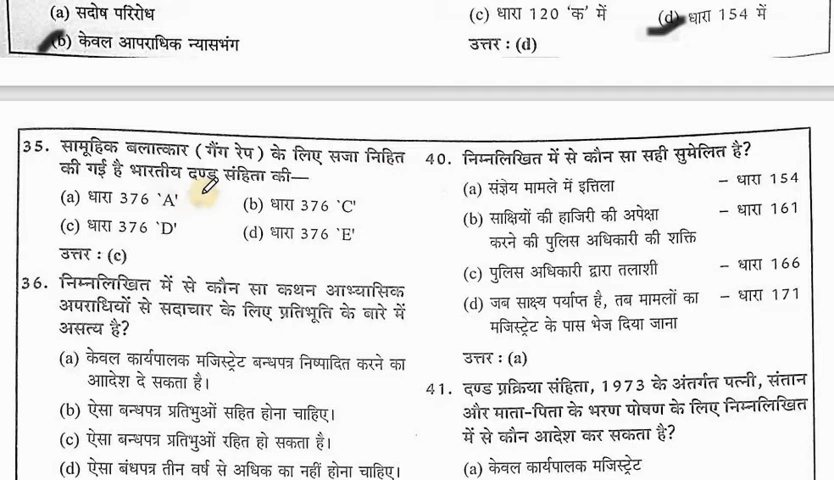 (a) सदोष परिरोध
(b) केवल आपराधिक न्यासभंग
(c) धारा 120 ‘क’ में
(d) धारा 154 में
उत्तर : (d)
35. सामूहिक बलात्कार (गैंग रेप) के लिए सजा निहित
की गई है भारतीय दण्ड संहिता की—
(a) धारा 376 `A'
(b) धारा 376 `C'
(c) धारा 376 `D'
(d) धारा 376 `E'
उत्तर : (c)
36. निम्नलिखित में से कौन सा कथन आभ्यासिक
अपराधियों से सदाचार के लिए प्रतिभूति के बारे में
असत्य है?
(a) केवल कार्यपालक मजिस्ट्रेट बन्धपत्र निष्पादित करने का
आादेश दे सकता है।
(b) ऐसा बन्धपत्र प्रतिभुओं सहित होना चाहिए।
(c) ऐसा बन्धपत्र प्रतिभुओं रहित हो सकता है।
(d) ऐसा बंधपत्र तीन वर्ष से अधिक का नहीं होना चाहिए।
40. निम्नलिखित में से कौन सा सही सुमेलित है?
(a) संज्ञेय मामले में इत्तिला – धारा 154
(b) साक्षियों की हाजिरी की अपेक्षा – धारा 161
करने की पुलिस अधिकारी की शक्ति
(c) पुलिस अधिकारी द्वारा तलाशी – धारा 166
(d) जब साक्ष्य पर्याप्त है, तब मामलों का – धारा 171
मजिस्ट्रेट के पास भेज दिया जाना
उत्तर : (a)
41. दण्ड प्रक्रिया संहिता, 1973 के अंतर्गत पत्नी, संतान
और माता-पिता के भरण पोषण के लिए निम्नलिखित
में से कौन आदेश कर सकता है?
(a) केवल कार्यपालक मजिस्ट्रेट